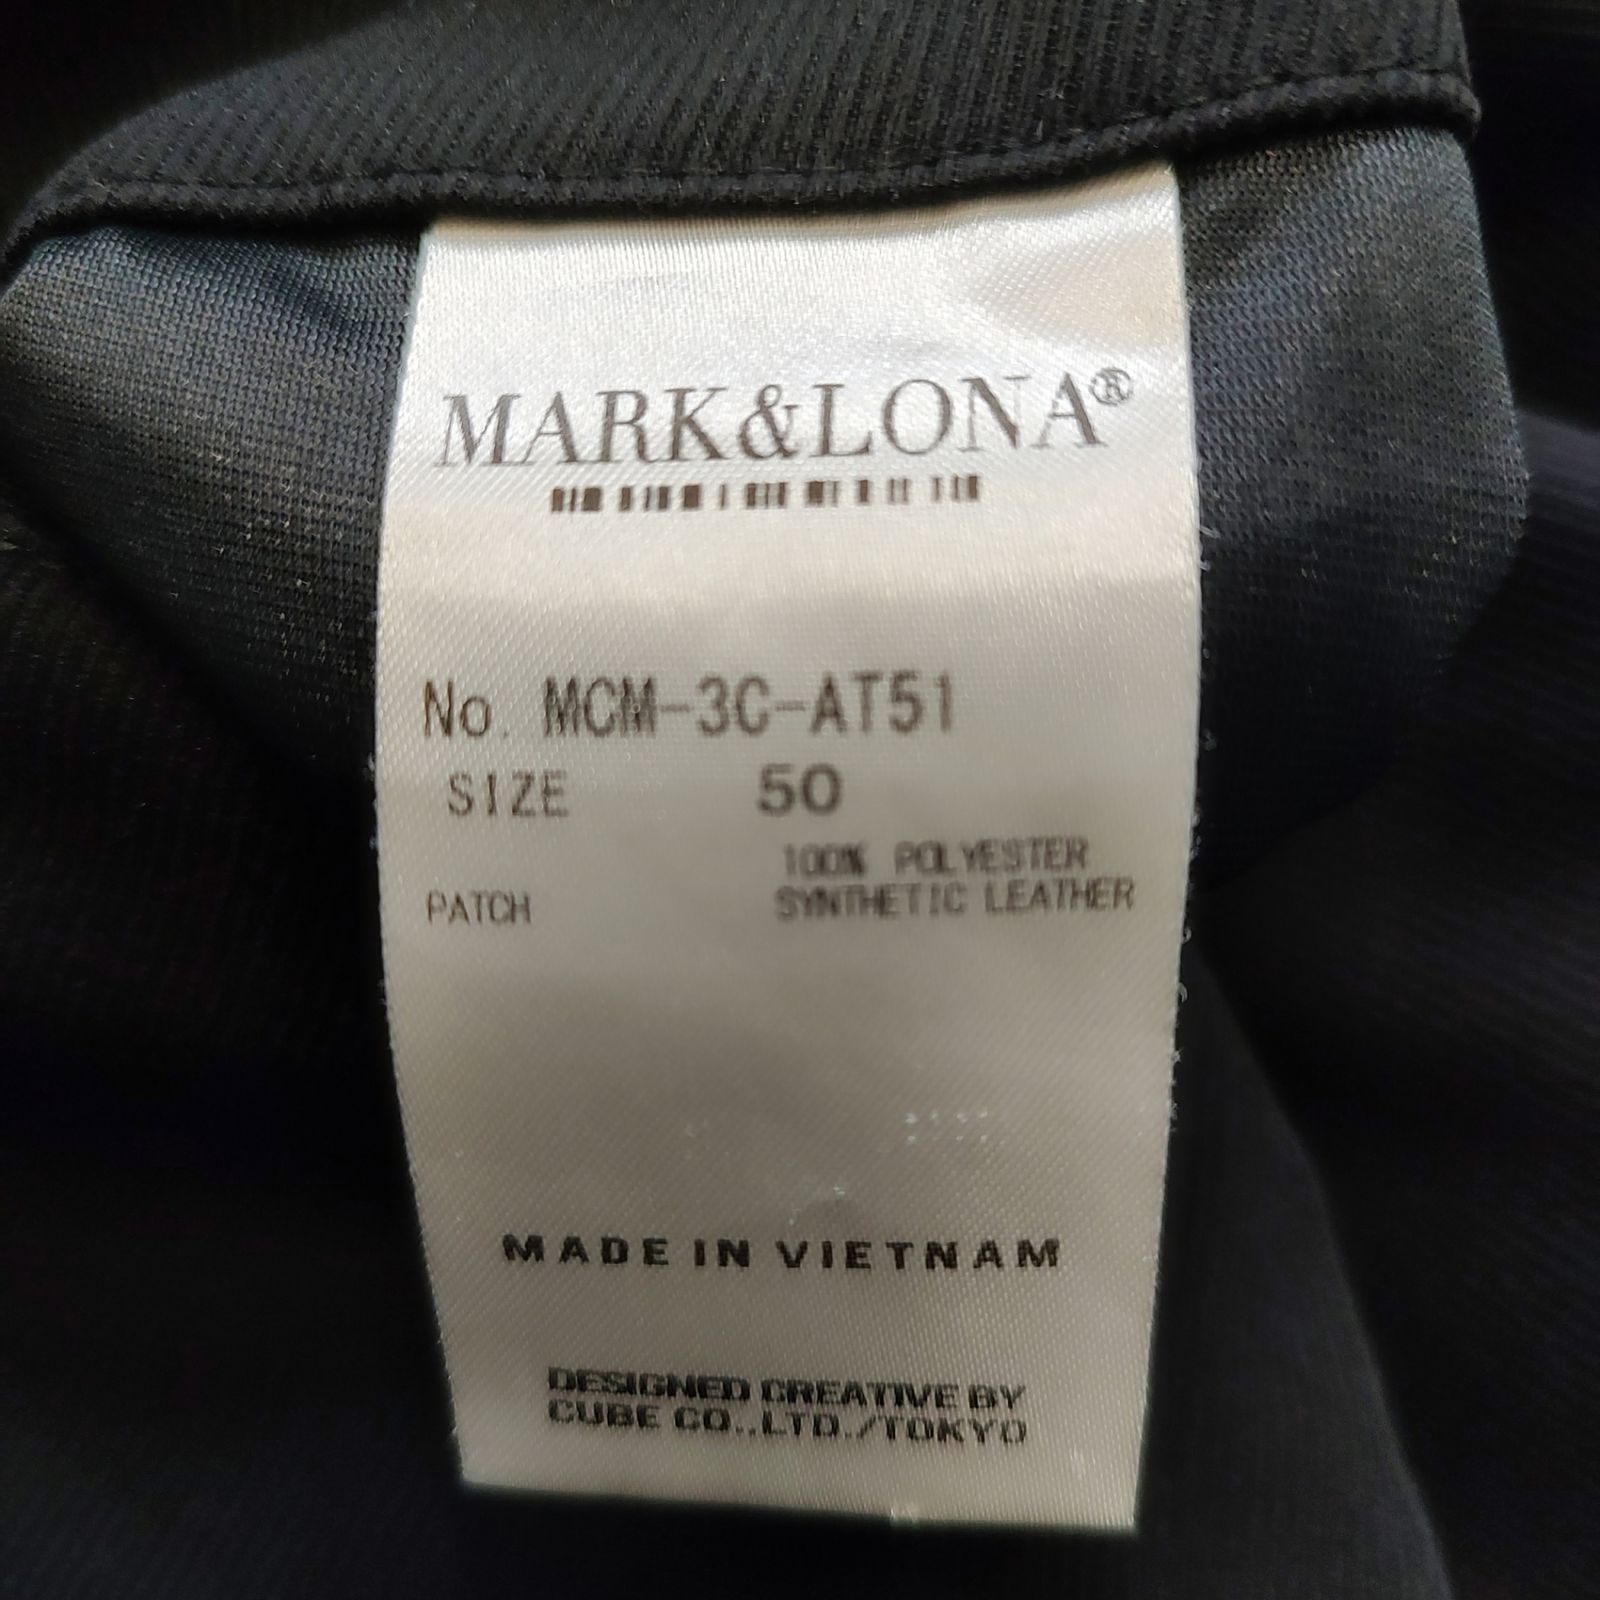 MARK&LONA®
No. MCM-3C-AT51
SIZE 50
100% POLYESTER
PATCH SYNTHETIC LEATHER
MADE IN VIETNAM
DESIGNED CREATIVE BY
CUBE CO.,LTD./TOKYO